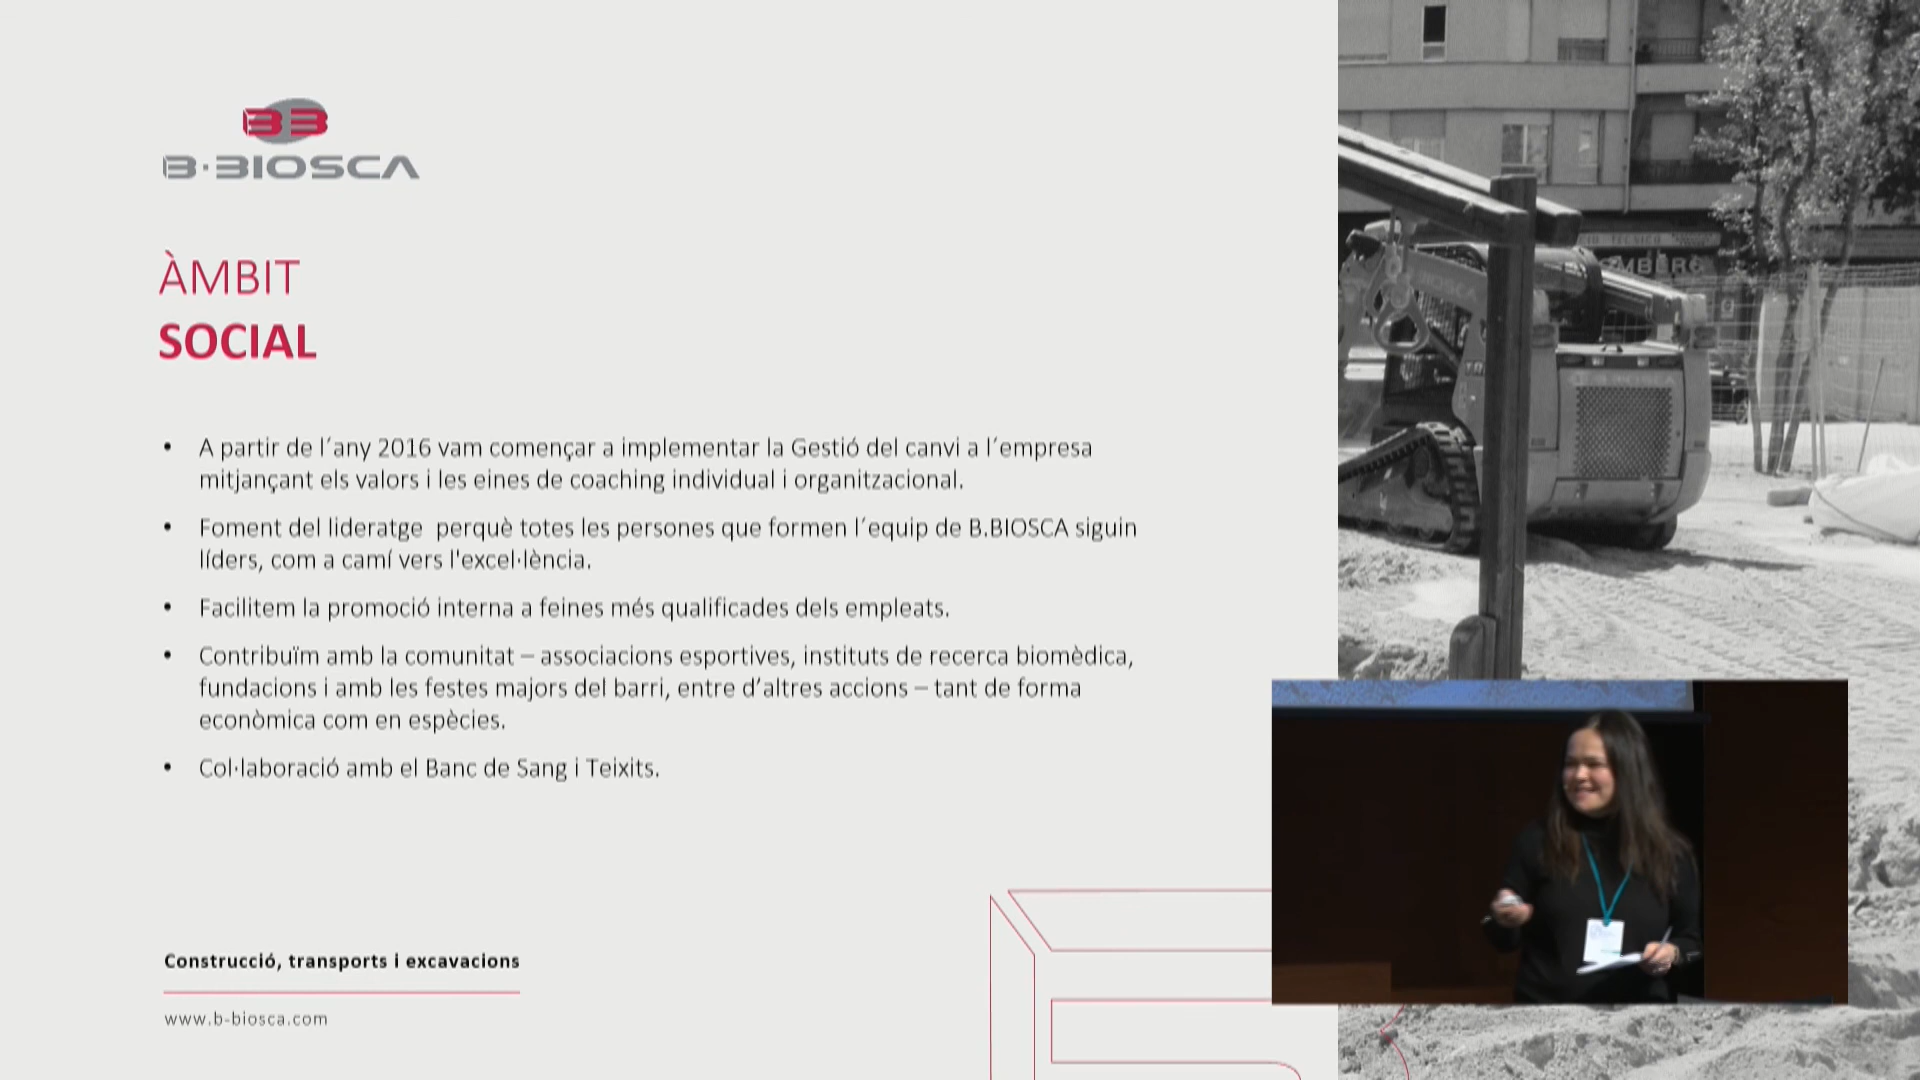 B·BIOSCA
ÀMBIT
SOCIAL
• A partir de l´any 2016 vam començar a implementar la Gestió del canvi a l´empresa
mitjançant els valors i les eines de coaching individual i organitzacional.
• Foment del lideratge  perquè totes les persones que formen l´equip de B.BIOSCA siguin
líders, com a camí vers l'excel·lència.
• Facilitem la promoció interna a feines més qualificades dels empleats.
• Contribuïm amb la comunitat – associacions esportives, instituts de recerca biomèdica,
fundacions i amb les festes majors del barri, entre d’altres accions – tant de forma
econòmica com en espècies.
• Col·laboració amb el Banc de Sang i Teixits.
Construcció, transports i excavacions
www.b-biosca.com